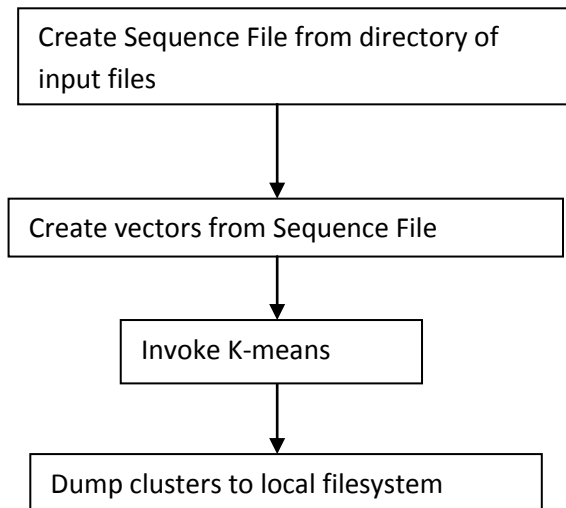 Create Sequence File from directory of
input files
Create vectors from Sequence File
Invoke K-means
Dump clusters to local filesystem